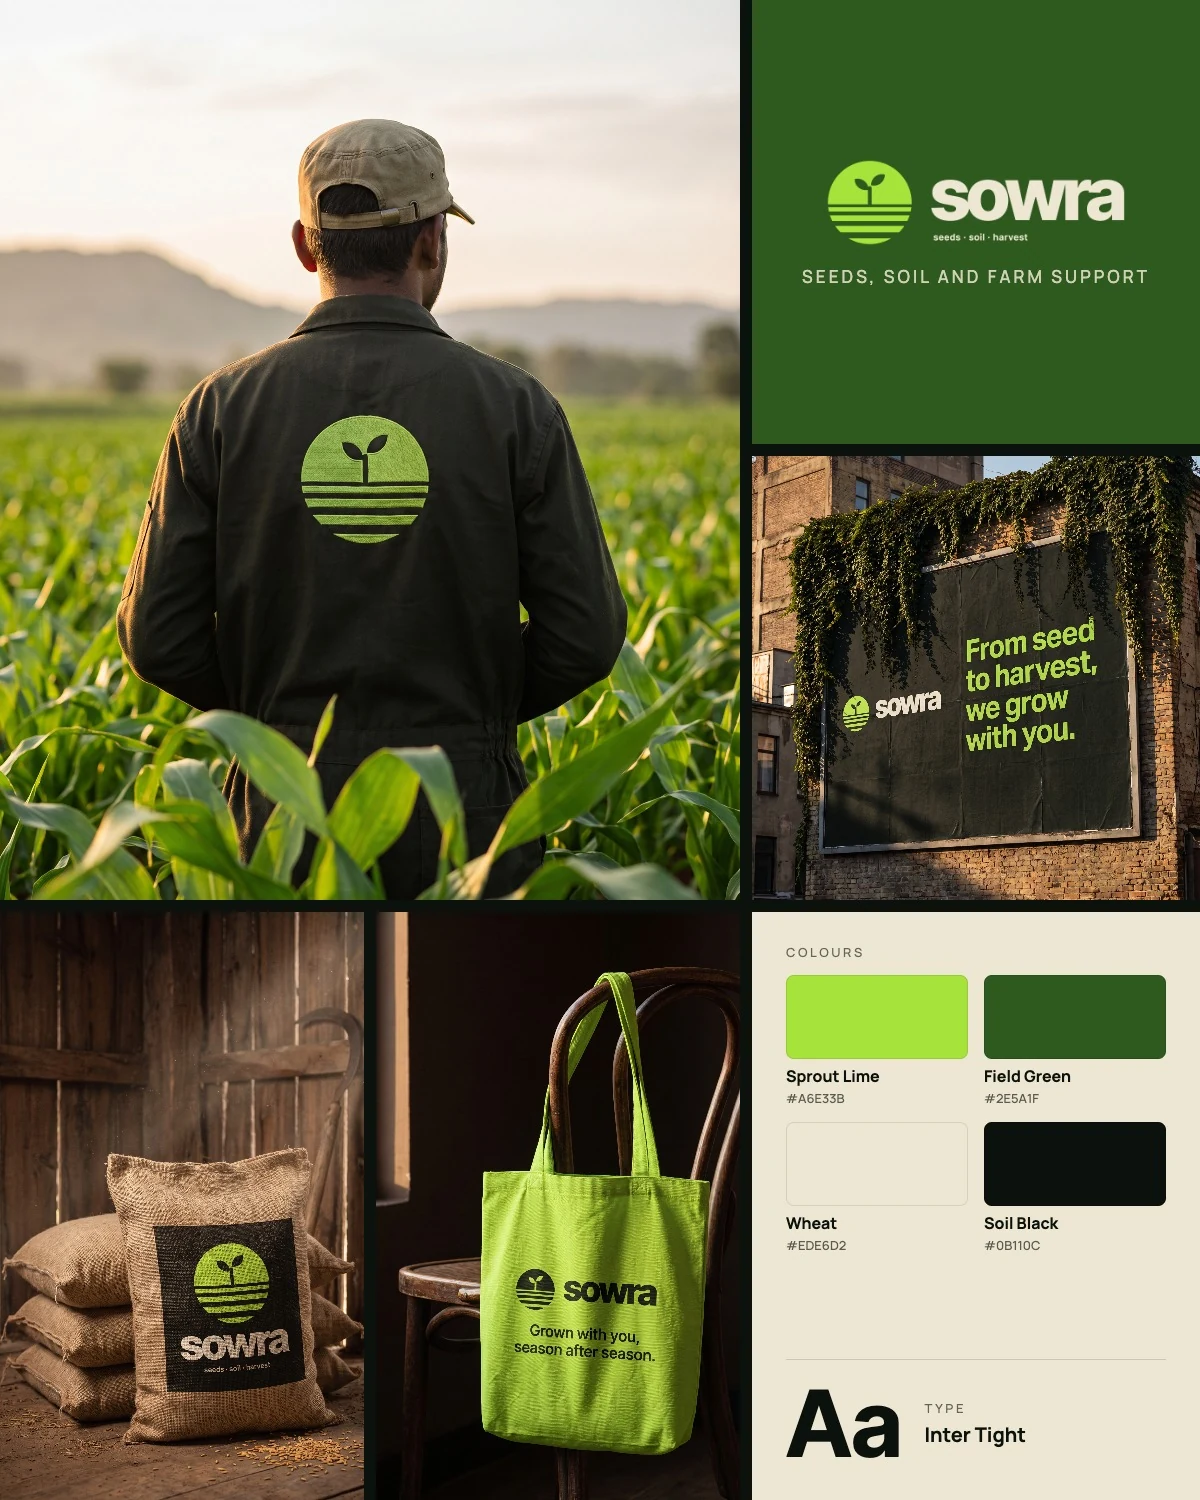 sowra
seeds · soil · harvest
SEEDS, SOIL AND FARM SUPPORT
sowra
From seed
to harvest,
we grow
with you.
sowra
seeds · soil · harvest
sowra
Grown with you,
season after season.
COLOURS
Sprout Lime
#A6E33B
Field Green
#2E5A1F
Wheat
#EDE6D2
Soil Black
#0B110C
Aa
TYPE
Inter Tight